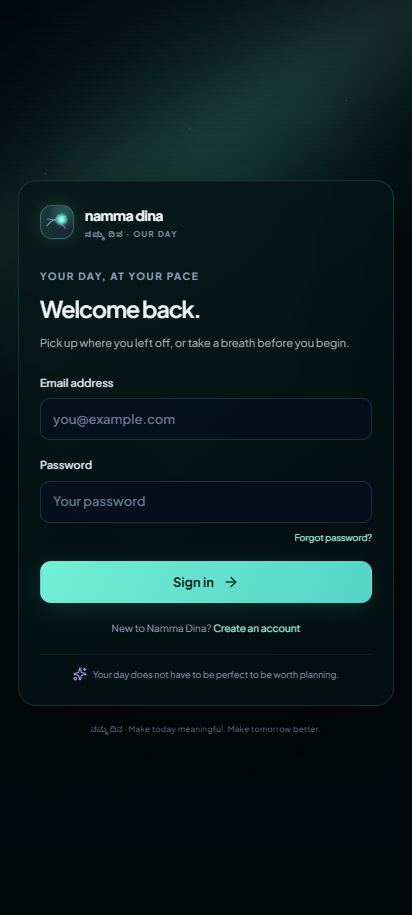 namma dina
ನಮ್ಮ ದಿನ · OUR DAY
YOUR DAY, AT YOUR PACE
Welcome back.
Pick up where you left off, or take a breath before you begin.
Email address
you@example.com
Password
Your password
Forgot password?
Sign in →
New to Namma Dina? Create an account
Your day does not have to be perfect to be worth planning.
ನಮ್ಮ ದಿನ · Make today meaningful. Make tomorrow better.